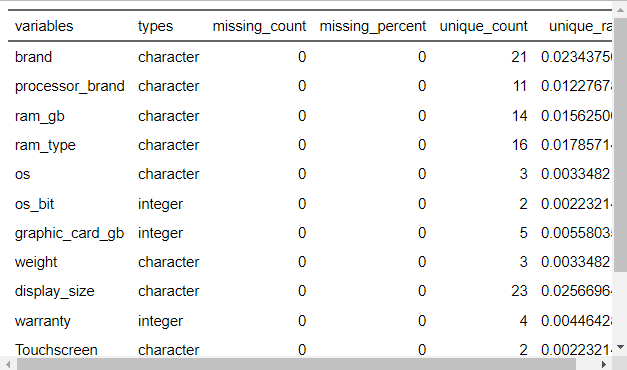 variables types missing_count missing_percent unique_count unique_ra
brand character 0 0 21 0.0234375
processor_brand character 0 0 11 0.0122767
ram_gb character 0 0 14 0.0156250
ram_type character 0 0 16 0.0178571
os character 0 0 3 0.0033482
os_bit integer 0 0 2 0.0022321
graphic_card_gb integer 0 0 5 0.0055803
weight character 0 0 3 0.0033482
display_size character 0 0 23 0.0256696
warranty integer 0 0 4 0.0044642
Touchscreen character 0 0 2 0.0022321